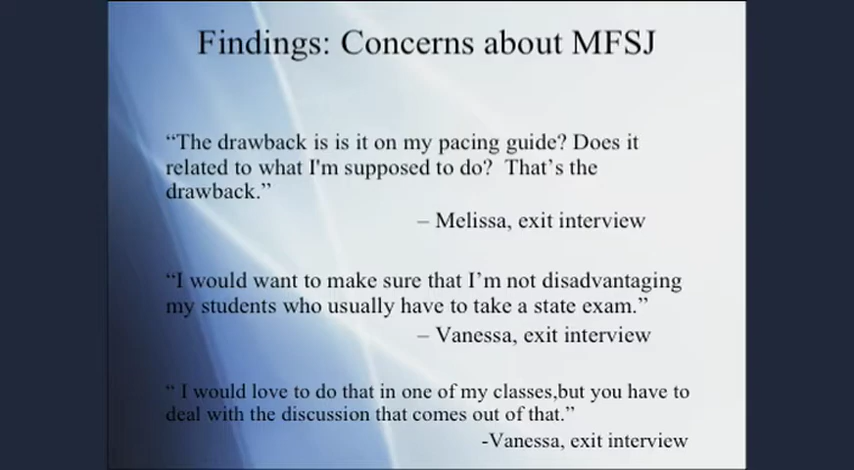 Findings: Concerns about MFSJ
“The drawback is is it on my pacing guide? Does it
related to what I'm supposed to do?  That’s the
drawback.”
– Melissa, exit interview
“I would want to make sure that I’m not disadvantaging
my students who usually have to take a state exam.”
– Vanessa, exit interview
“ I would love to do that in one of my classes,but you have to
deal with the discussion that comes out of that.”
-Vanessa, exit interview